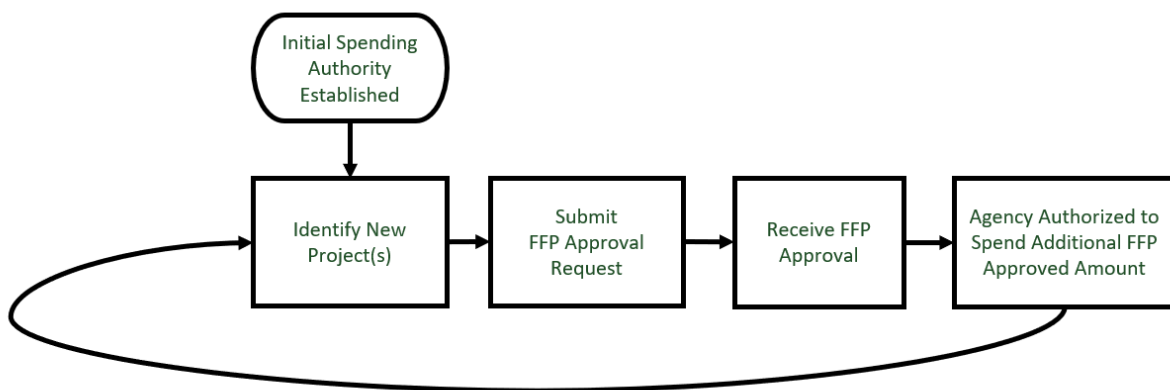 Initial Spending
Authority
Established
Identify New
Project(s)
Submit
FFP Approval
Request
Receive FFP
Approval
Agency Authorized to
Spend Additional FFP
Approved Amount